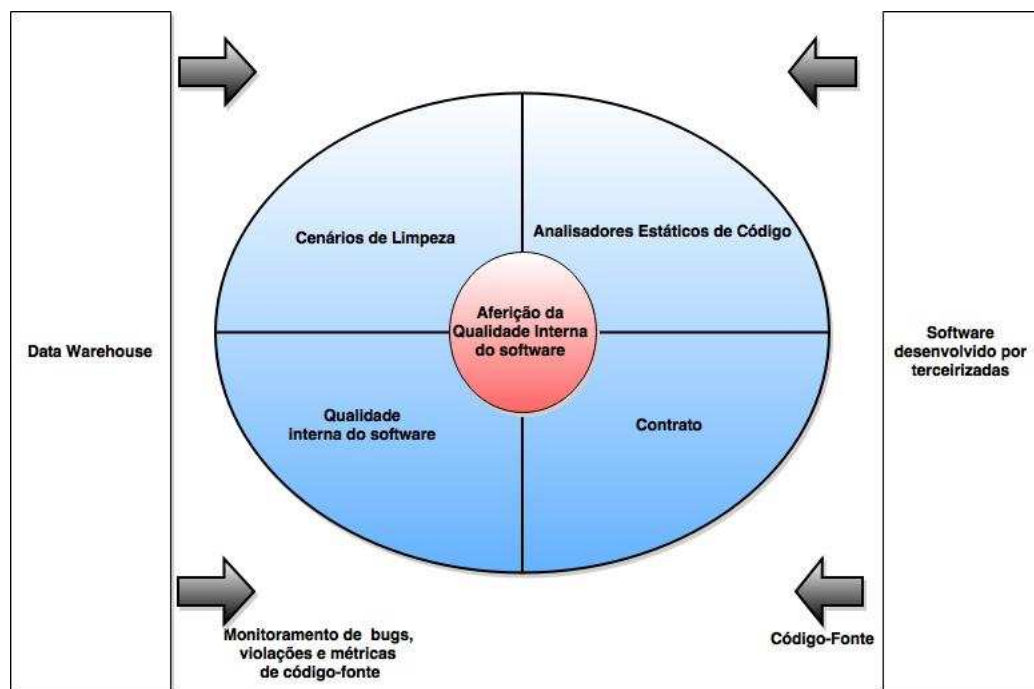 Cenários de Limpeza
Analisadores Estáticos de Código
Aferição da
Qualidade Interna
do software
Data Warehouse
Software
desenvolvido por
terceirizadas
Qualidade
interna do software
Contrato
Monitoramento de bugs,
violações e métricas
de código-fonte
Código-Fonte